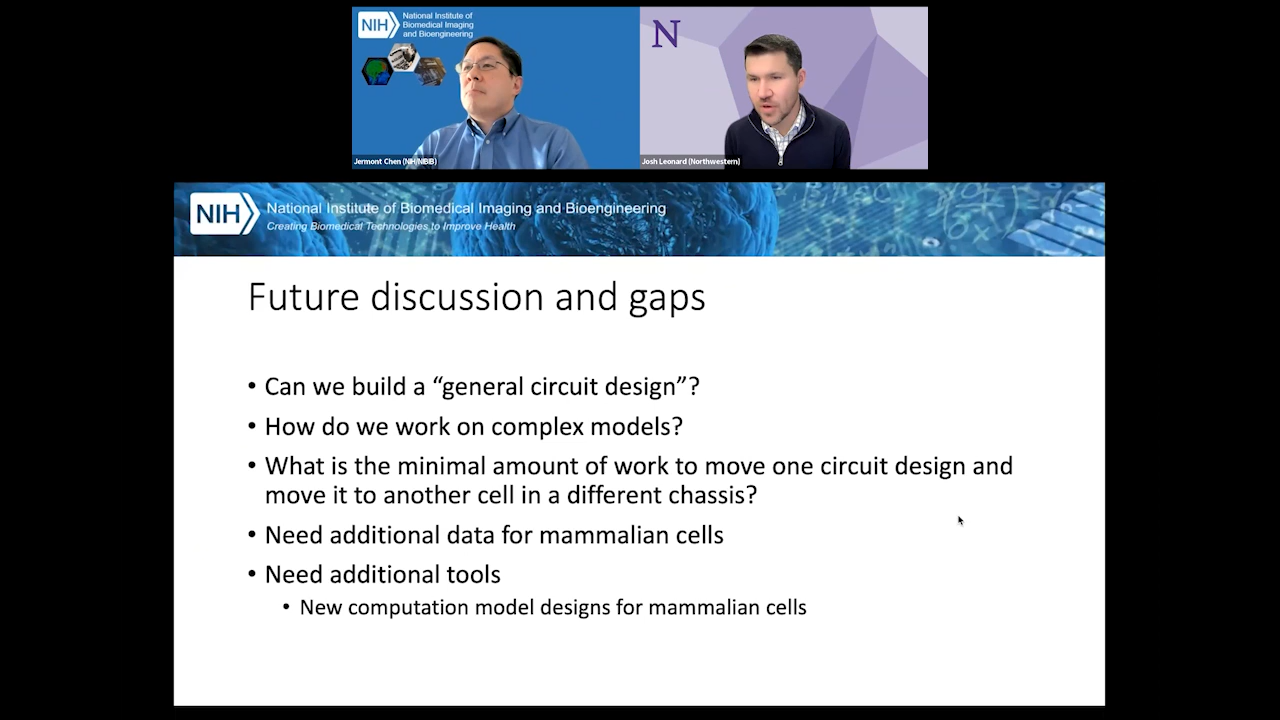 NIH
National Institute of
Biomedical Imaging
and Bioengineering
N
Jermont Chen (NIH/NIBIB)
Josh Leonard (Northwestern)
NIH
National Institute of Biomedical Imaging and Bioengineering
Creating Biomedical Technologies to Improve Health
Future discussion and gaps
• Can we build a “general circuit design”?
• How do we work on complex models?
• What is the minimal amount of work to move one circuit design and
move it to another cell in a different chassis?
• Need additional data for mammalian cells
• Need additional tools
• New computation model designs for mammalian cells